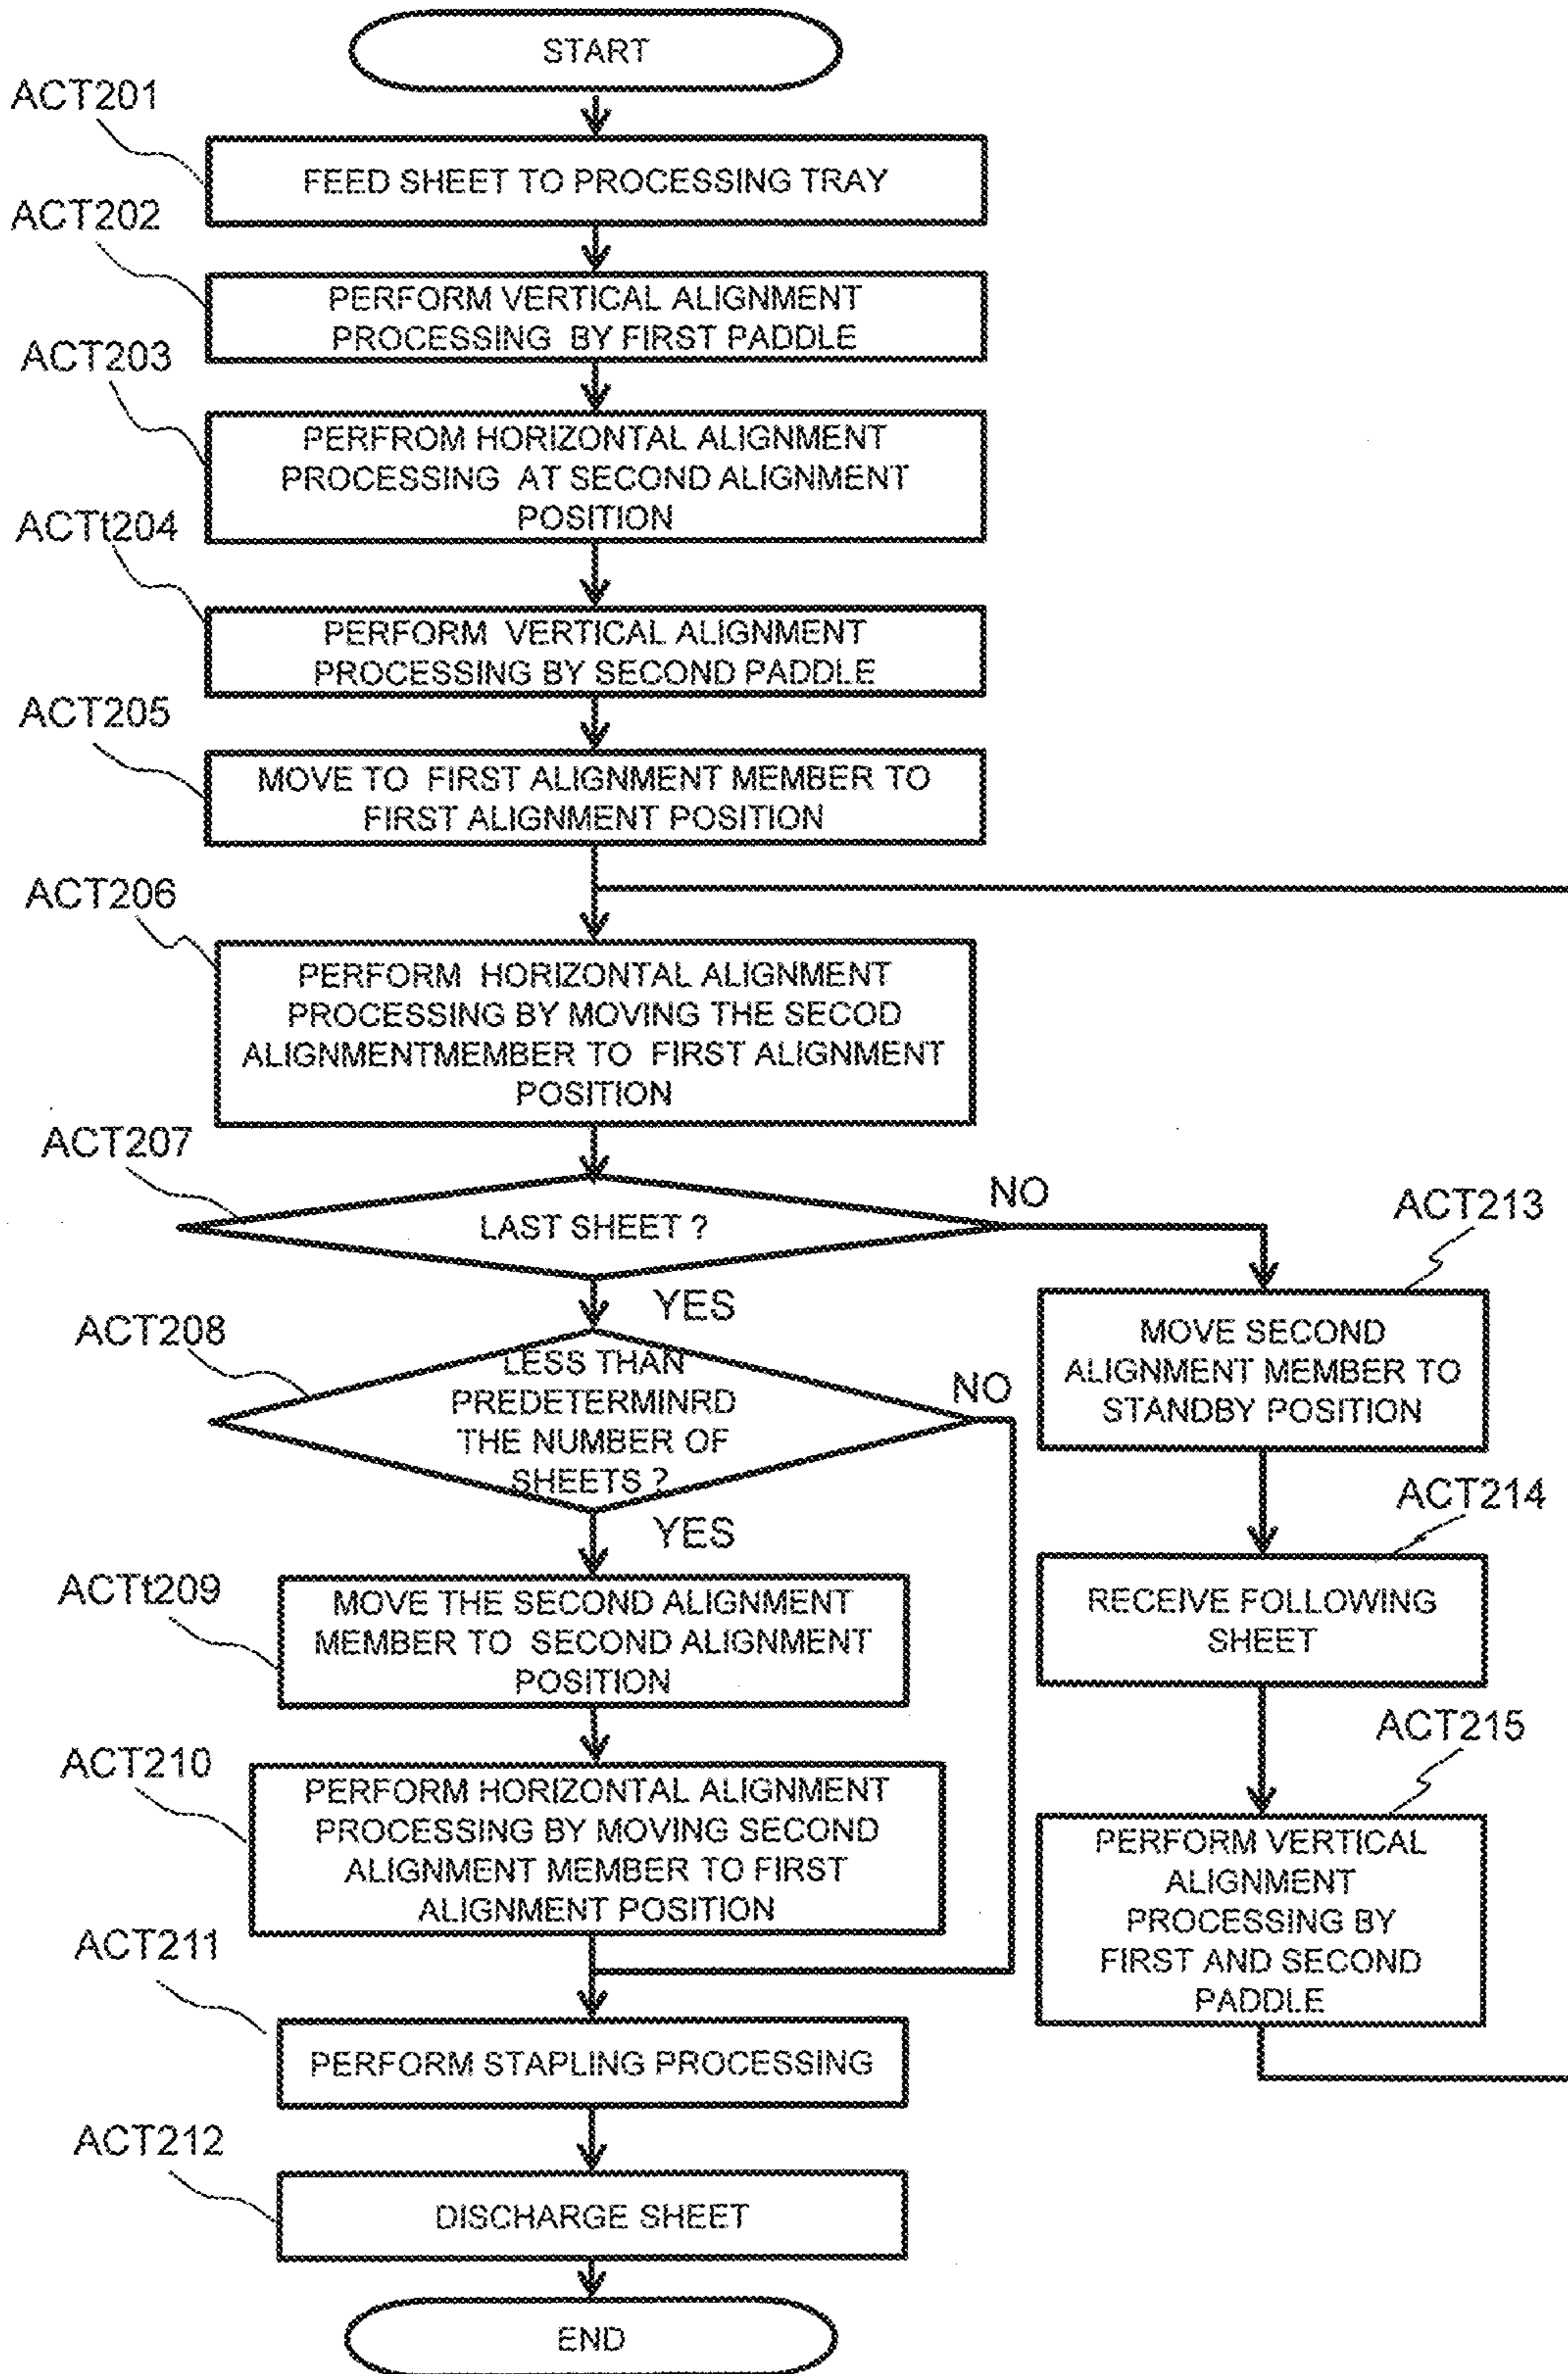 START
ACT201
FEED SHEET TO PROCESSING TRAY
ACT202
PERFORM VERTICAL ALIGNMENT
PROCESSING BY FIRST PADDLE
ACT203
PERFROM HORIZONTAL ALIGNMENT
PROCESSING AT SECOND ALIGNMENT
POSITION
ACTt204
PERFORM VERTICAL ALIGNMENT
PROCESSING BY SECOND PADDLE
ACT205
MOVE TO FIRST ALIGNMENT MEMBER TO
FIRST ALIGNMENT POSITION
ACT206
PERFORM HORIZONTAL ALIGNMENT
PROCESSING BY MOVING THE SECOD
ALIGNMENTMEMBER TO FIRST ALIGNMENT
POSITION
ACT207
LAST SHEET ?
NO
YES
ACT208
LESS THAN
PREDETERMINRD
THE NUMBER OF
SHEETS ?
NO
YES
ACTt209
MOVE THE SECOND ALIGNMENT
MEMBER TO SECOND ALIGNMENT
POSITION
ACT210
PERFORM HORIZONTAL ALIGNMENT
PROCESSING BY MOVING SECOND
ALIGNMENT MEMBER TO FIRST
ALIGNMENT POSITION
ACT211
PERFORM STAPLING PROCESSING
ACT212
DISCHARGE SHEET
END
ACT213
MOVE SECOND
ALIGNMENT MEMBER TO
STANDBY POSITION
ACT214
RECEIVE FOLLOWING
SHEET
ACT215
PERFORM VERTICAL
ALIGNMENT
PROCESSING BY
FIRST AND SECOND
PADDLE